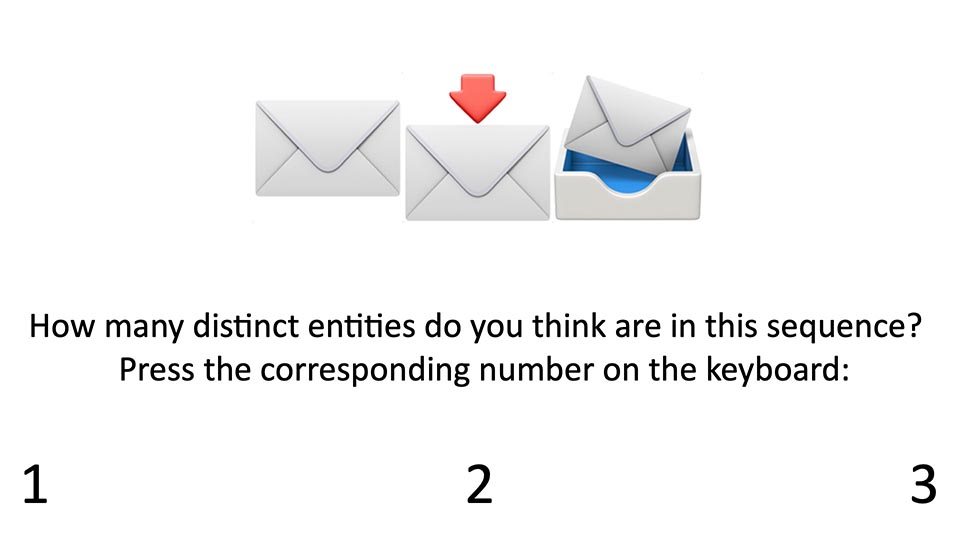 How many distinct entities do you think are in this sequence?
Press the corresponding number on the keyboard:
1 2 3